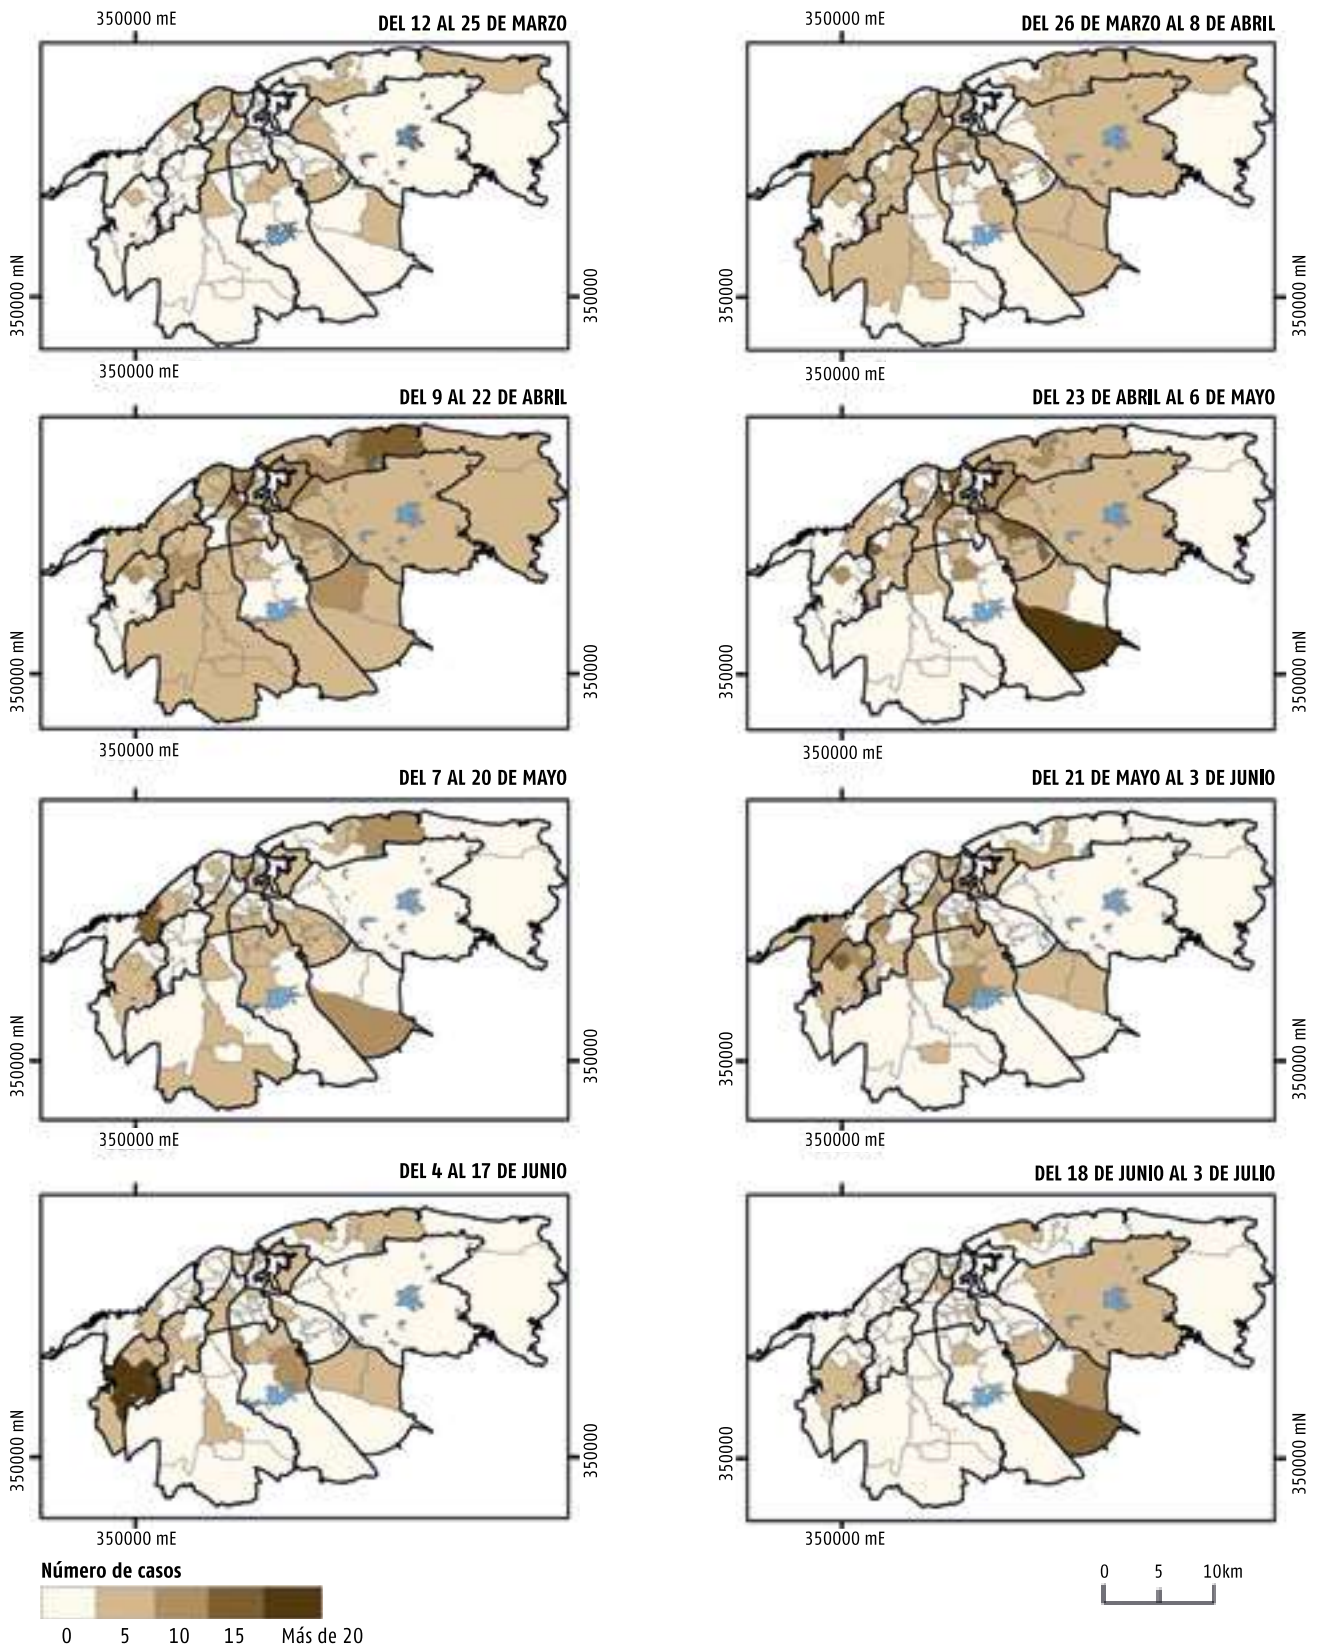 350000 mE
DEL 12 AL 25 DE MARZO
350000 mN
350000
350000 mE
350000 mE
DEL 26 DE MARZO AL 8 DE ABRIL
350000
350000 mN
350000 mE
DEL 9 AL 22 DE ABRIL
350000 mN
350000
350000 mE
DEL 23 DE ABRIL AL 6 DE MAYO
350000
350000 mN
350000 mE
DEL 7 AL 20 DE MAYO
350000 mN
350000
350000 mE
DEL 21 DE MAYO AL 3 DE JUNIO
350000
350000 mN
350000 mE
DEL 4 AL 17 DE JUNIO
350000 mN
350000
350000 mE
DEL 18 DE JUNIO AL 3 DE JULIO
350000
350000 mN
350000 mE
Número de casos
0 5 10 15 Más de 20
0 5 10km